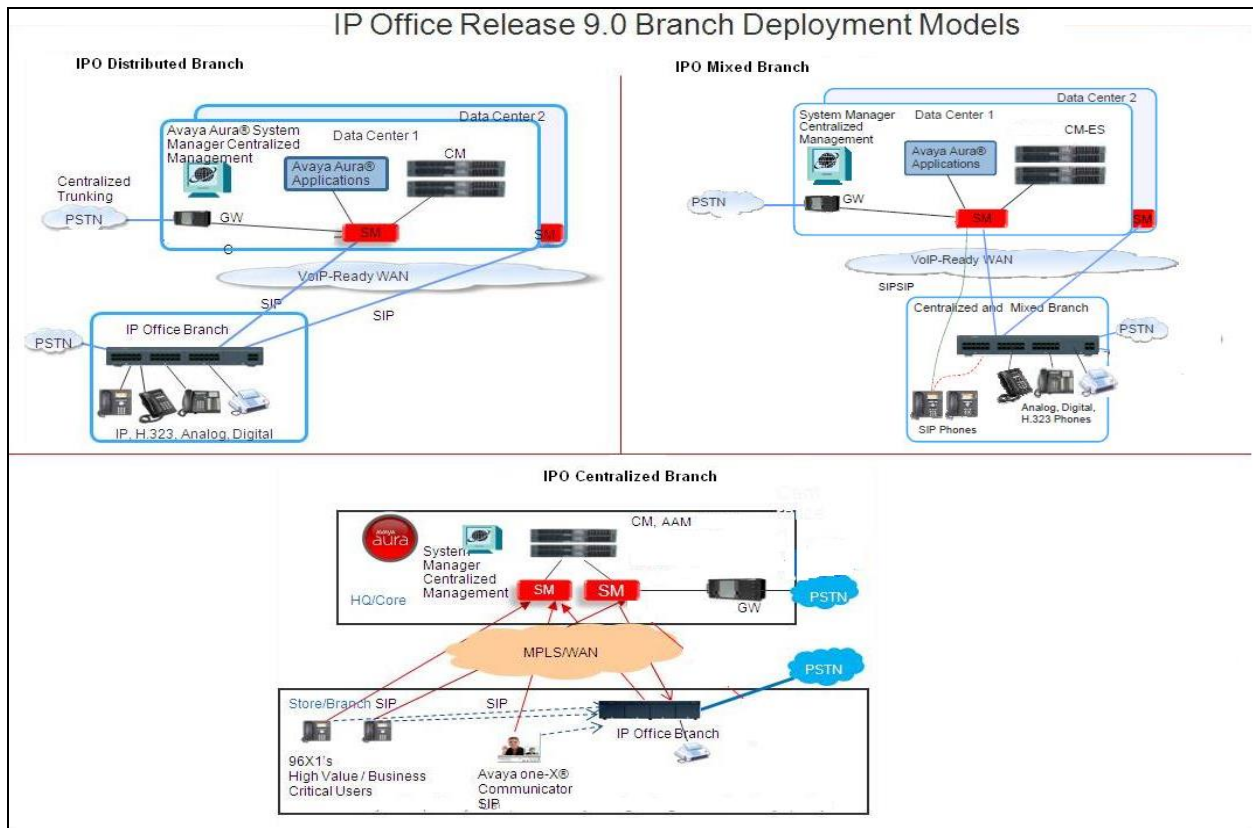 IP Office Release 9.0 Branch Deployment Models
IPO Distributed Branch
Data Center 2
Avaya Aura® System
Manager Centralized
Management
Data Center 1
CM
Avaya Aura®
Applications
Centralized
Trunking
PSTN
GW
SM
SM
C
VoIP-Ready WAN
SIP
SIP
IP Office Branch
PSTN
IP, H.323, Analog, Digital
IPO Mixed Branch
Data Center 2
System Manager
Centralized
Management
Data Center 1
CM-ES
Avaya Aura®
Applications
PSTN
GW
SM
SM
VoIP-Ready WAN
SIPSIP
Centralized and Mixed Branch
PSTN
SIP Phones
Analog, Digital,
H.323 Phones
IPO Centralized Branch
CM, AAM
AVAYA
aura
System
Manager
Centralized
Management
HQ/Core
SM
SM
GW
PSTN
MPLS/WAN
PSTN
Store/Branch SIP
SIP
IP Office Branch
96X1's
High Value / Business
Critical Users
Avaya one-X®
Communicator
SIP